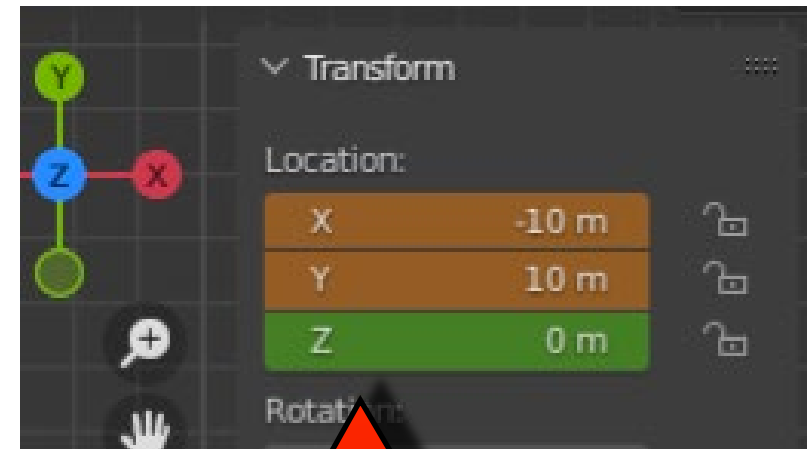 Y
Transform
Z X
Location:
X -10 m
Y 10 m
Z 0 m
Rotation: